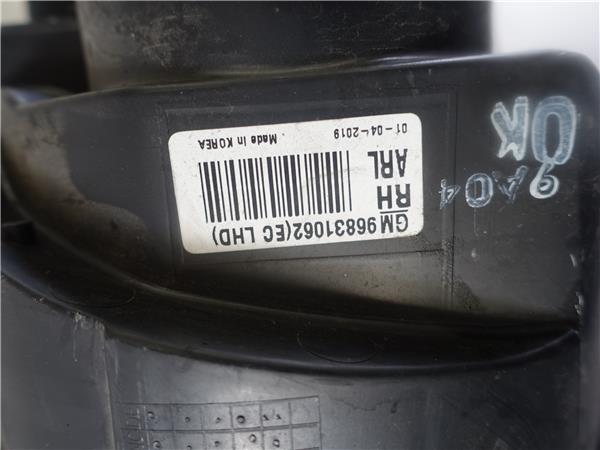 GM 96831062(EC LHD)
RH
ARL
Made in KOREA
01-04-2019
OK
9A04